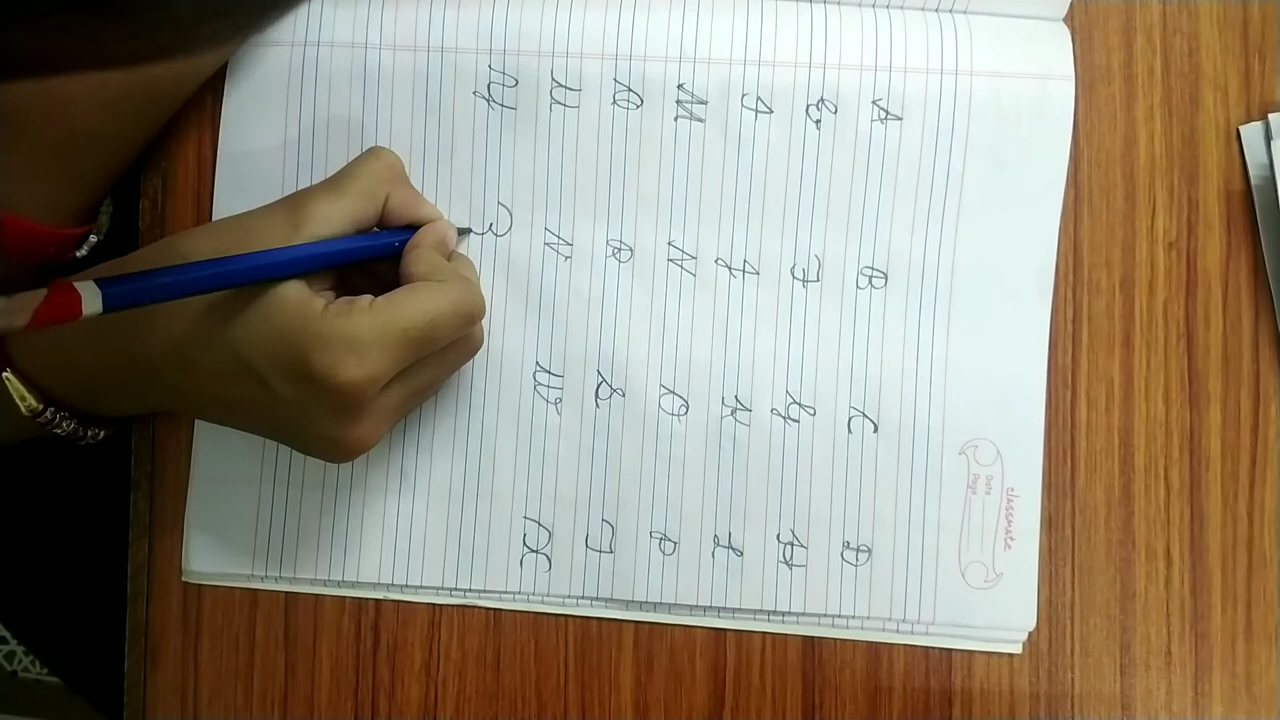 classmate
Date
Page
A B C D
E F G H
I J K L
M N O P
Q R S T
U V W X
Y Z